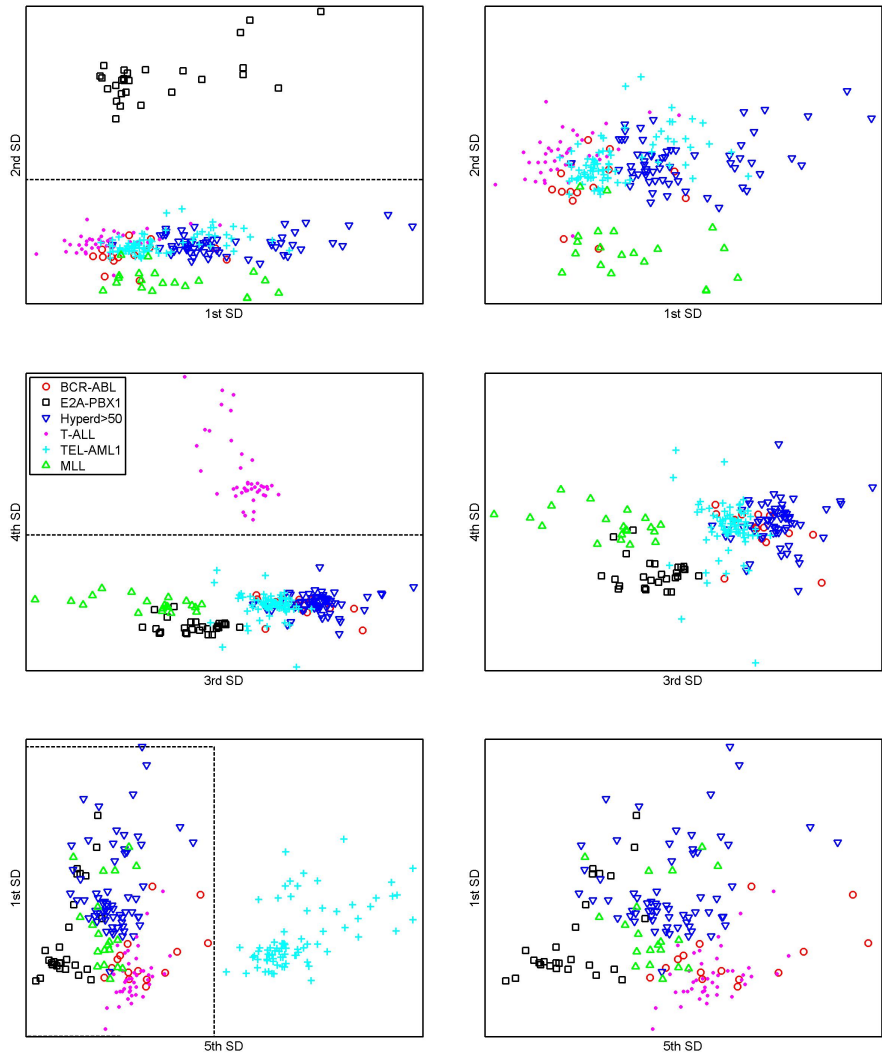 2nd SD
1st SD
2nd SD
1st SD
BCR-ABL
E2A-PBX1
Hyperd>50
T-ALL
TEL-AML1
MLL
4th SD
3rd SD
4th SD
3rd SD
1st SD
5th SD
1st SD
5th SD